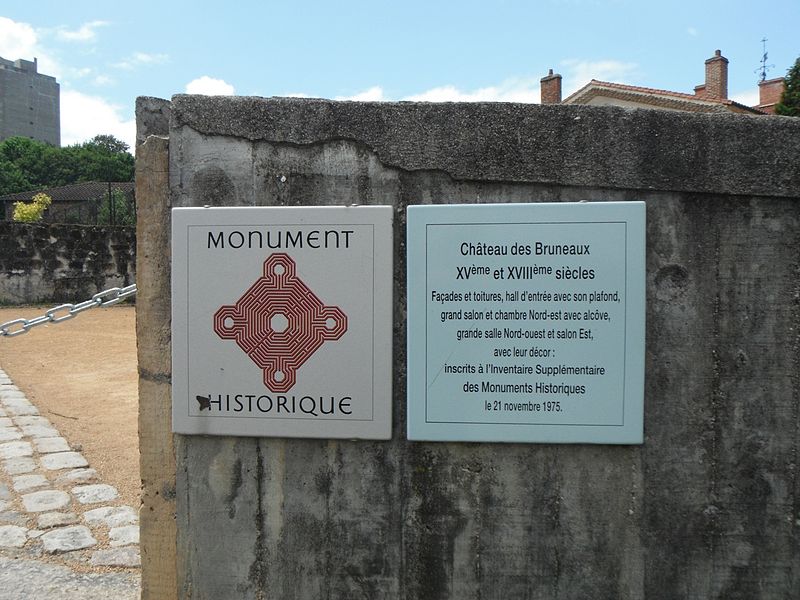 MONUMENT
HISTORIQUE
Château des Bruneaux
XVème et XVIIIème siècles
Façades et toitures, hall d'entrée avec son plafond,
grand salon et chambre Nord-est avec alcôve,
grande salle Nord-ouest et salon Est,
avec leur décor :
inscrits à l'Inventaire Supplémentaire
des Monuments Historiques
le 21 novembre 1975.